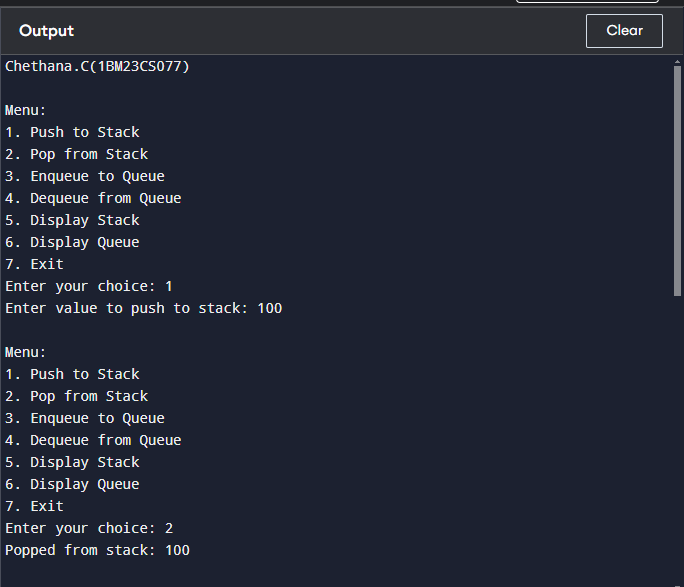 Output
Clear
Chethana.C(1BM23CS077)
Menu:
1. Push to Stack
2. Pop from Stack
3. Enqueue to Queue
4. Dequeue from Queue
5. Display Stack
6. Display Queue
7. Exit
Enter your choice: 1
Enter value to push to stack: 100
Menu:
1. Push to Stack
2. Pop from Stack
3. Enqueue to Queue
4. Dequeue from Queue
5. Display Stack
6. Display Queue
7. Exit
Enter your choice: 2
Popped from stack: 100